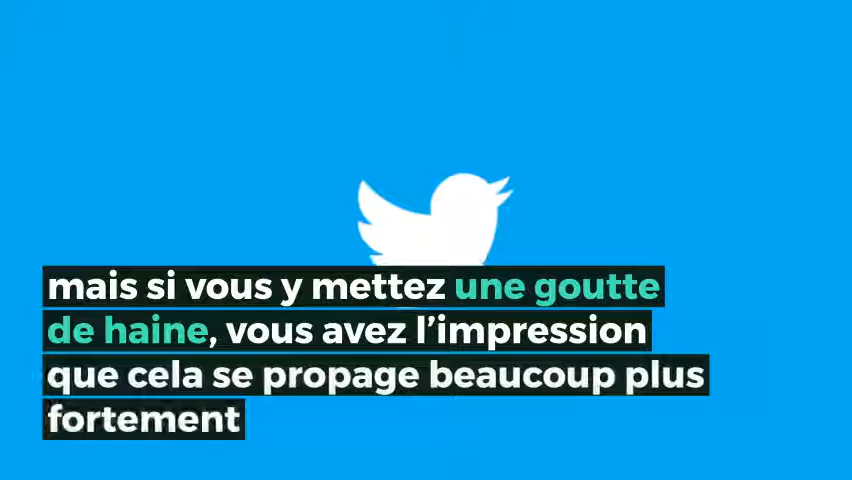 mais si vous y mettez une goutte
de haine, vous avez l’impression
que cela se propage beaucoup plus
fortement